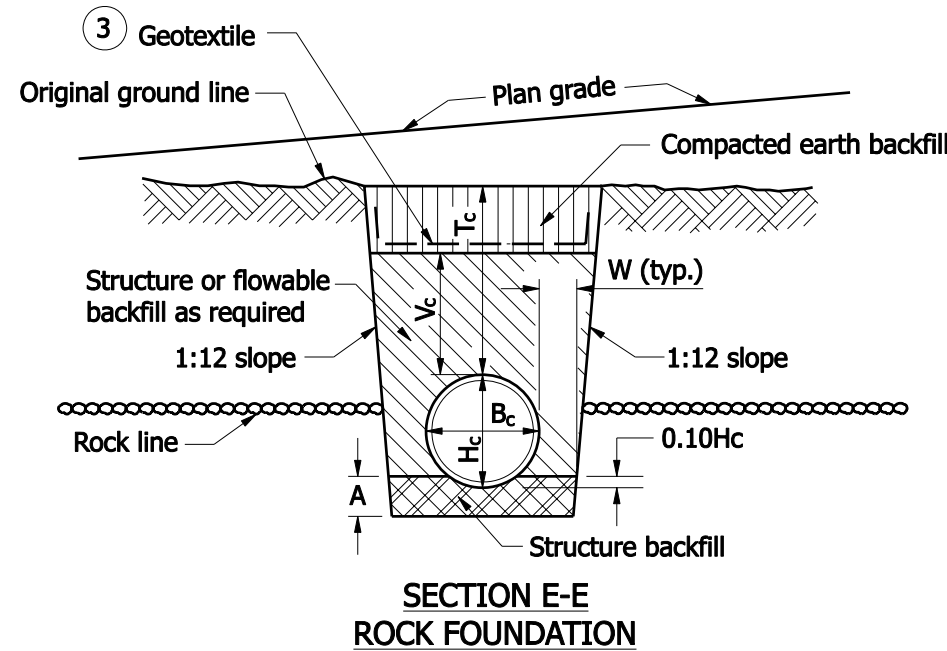 3 Geotextile
Original ground line
Plan grade
Compacted earth backfill
Tc
Structure or flowable
backfill as required
Vc
W (typ.)
1:12 slope
1:12 slope
Bc
Hc
Rock line
0.10Hc
A
Structure backfill
SECTION E-E
ROCK FOUNDATION